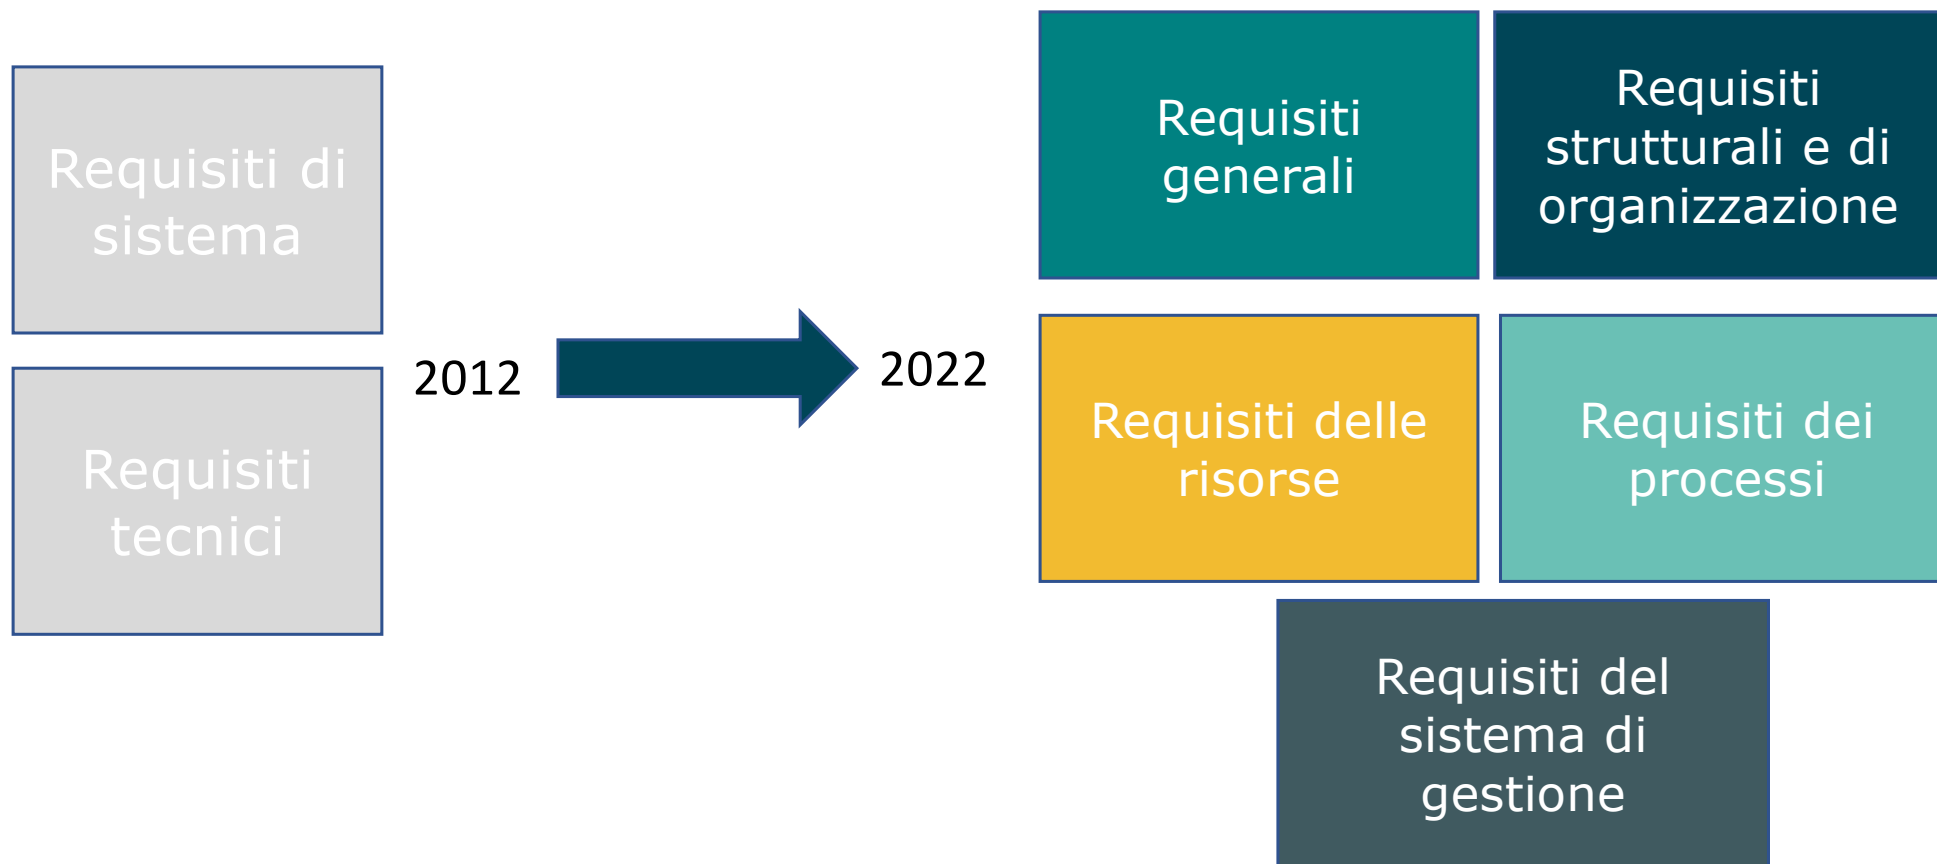 Requisiti di
sistema
Requisiti
tecnici
2012
2022
Requisiti
generali
Requisiti
strutturali e di
organizzazione
Requisiti delle
risorse
Requisiti dei
processi
Requisiti del
sistema di
gestione